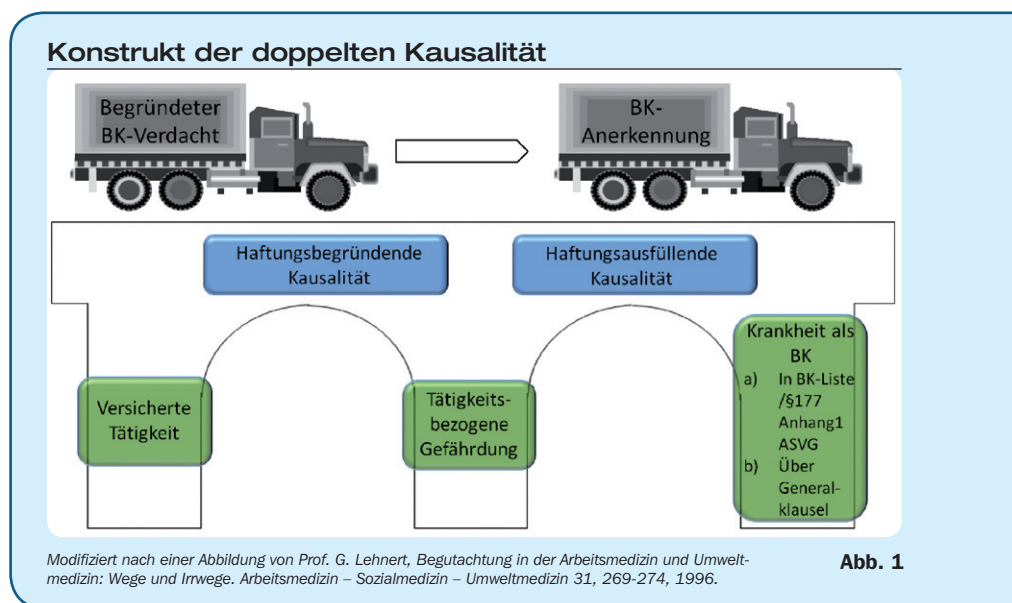 Konstrukt der doppelten Kausalität
Begründeter
BK-Verdacht
BK-
Anerkennung
Haftungsbegründende
Kausalität
Haftungsausfüllende
Kausalität
Versicherte
Tätigkeit
Tätigkeits-
bezogene
Gefährdung
Krankheit als
BK
a) In BK-Liste
/§177
Anhang1
ASVG
b) Über
General-
klausel
Modifiziert nach einer Abbildung von Prof. G. Lehnert, Begutachtung in der Arbeitsmedizin und Umwelt-
medizin: Wege und Irrwege. Arbeitsmedizin – Sozialmedizin – Umweltmedizin 31, 269-274, 1996.
Abb. 1